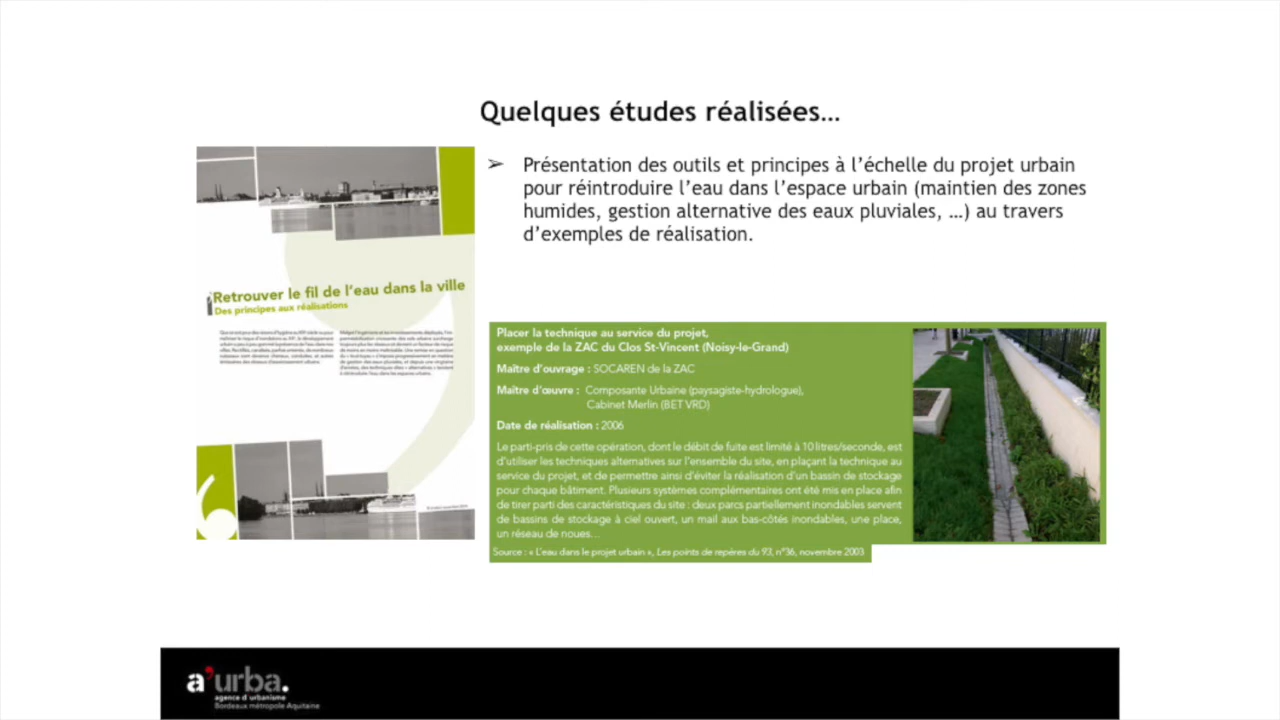 Quelques études réalisées…
➢ Présentation des outils et principes à l’échelle du projet urbain
pour réintroduire l’eau dans l’espace urbain (maintien des zones
humides, gestion alternative des eaux pluviales, …) au travers
d’exemples de réalisation.
Retrouver le fil de l’eau dans la ville
Des principes aux réalisations
Placer la technique au service du projet,
exemple de la ZAC du Clos St-Vincent (Noisy-le-Grand)
Maître d’ouvrage : SOCAREN de la ZAC
Maître d’œuvre : Composante Urbaine (paysagiste-hydrologue),
Cabinet Merlin (BET VRD)
Date de réalisation : 2006
Le parti-pris de cette opération, dont le débit de fuite est limité à 10 litres/seconde, est
d’utiliser les techniques alternatives sur l’ensemble du site, en plaçant la technique au
service du projet, et de permettre ainsi d’éviter la réalisation d’un bassin de stockage
pour chaque bâtiment. Plusieurs systèmes complémentaires ont été mis en place afin
de tirer parti des caractéristiques du site : deux parcs partiellement inondables servent
de bassins de stockage à ciel ouvert, un mail aux bas-côtés inondables, une place,
un réseau de noues…
Source : « L’eau dans le projet urbain », Les points de repères du 93, n°36, novembre 2003
a’urba.
agence d’urbanisme
Bordeaux métropole Aquitaine